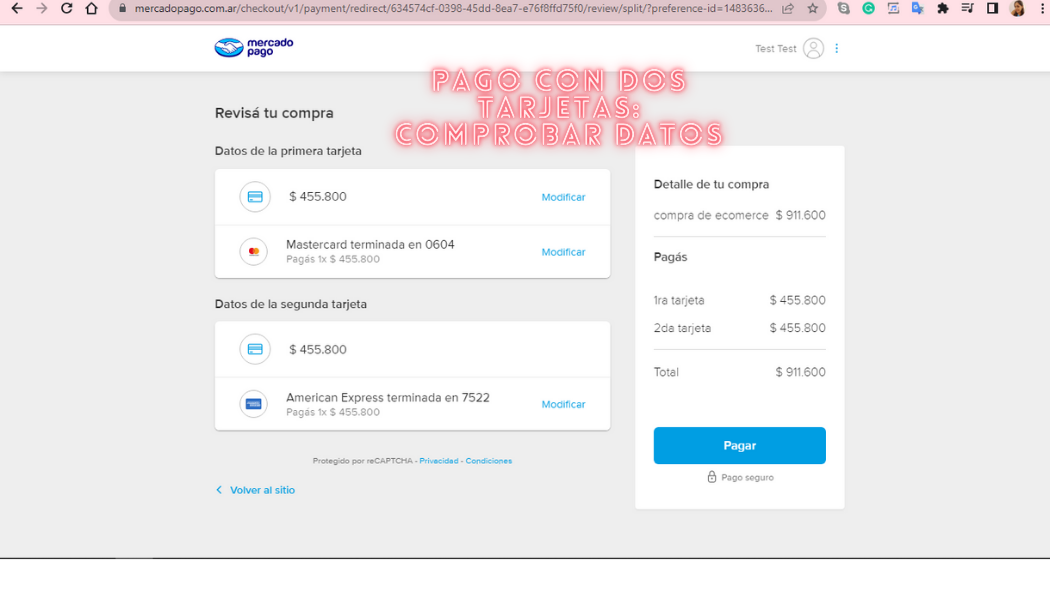 mercadopago.com.ar/checkout/v1/payment/redirect/634574cf-0398-45dd-8ea7-e76f8ffd75f0/review/split/?preference-id=1483636...
mercado
pago
Test Test
PAGO CON DOS
TARJETAS:
COMPROBAR DATOS
Revisá tu compra
Datos de la primera tarjeta
$ 455.800
Modificar
Mastercard terminada en 0604
Pagás 1x $ 455.800
Modificar
Datos de la segunda tarjeta
$ 455.800
American Express terminada en 7522
Pagás 1x $ 455.800
Modificar
Protegido por reCAPTCHA - Privacidad - Condiciones
Volver al sitio
Detalle de tu compra
compra de ecomerce $ 911.600
Pagás
1ra tarjeta $ 455.800
2da tarjeta $ 455.800
Total $ 911.600
Pagar
Pago seguro